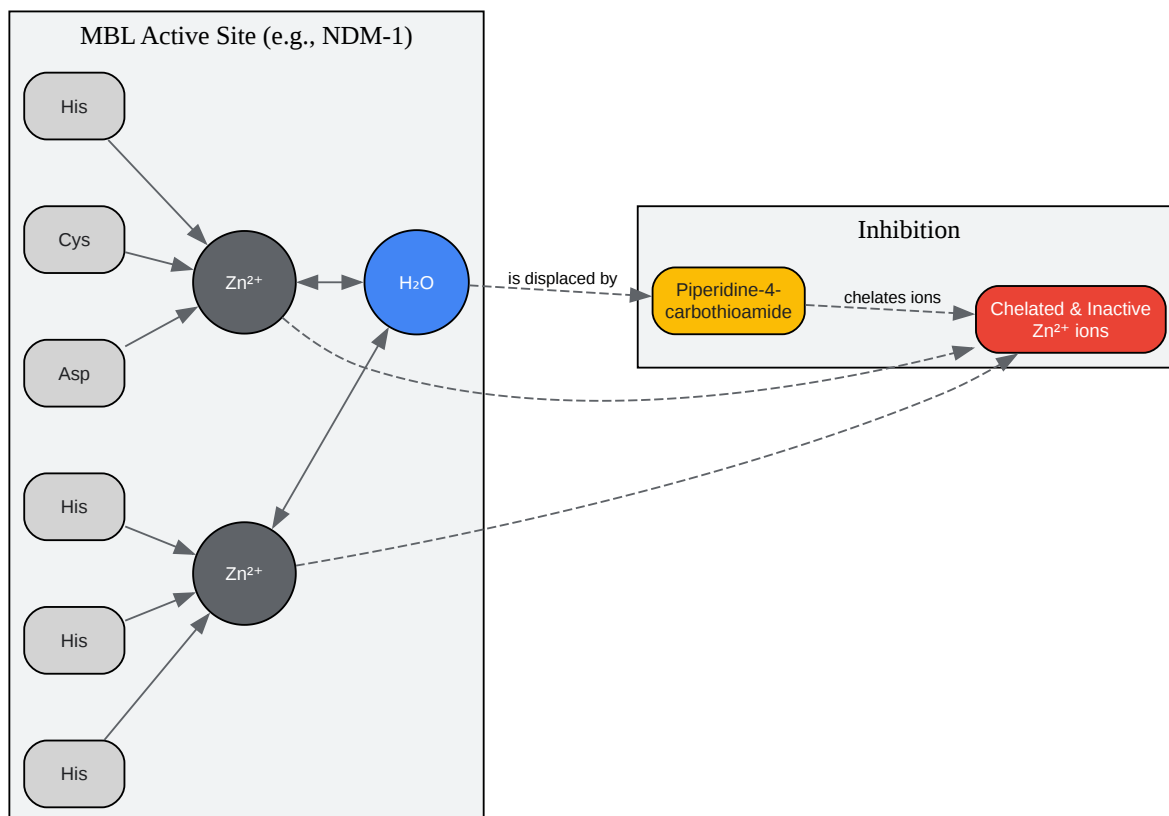 MBL Active Site (e.g., NDM-1)
His
Cys
Asp
His
His
His
Zn²⁺
Zn²⁺
H₂O
is displaced by
Inhibition
Piperidine-4-
carbothioamide
chelates ions
Chelated & Inactive
Zn²⁺ ions